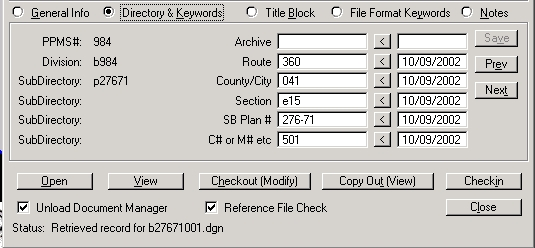 General Info Directory & Keywords Title Block File Format Keywords Notes
PPMS#: 984 Archive < Save
Division: b984 Route 360 < 10/09/2002 Prev
SubDirectory: p27671 County/City 041 < 10/09/2002 Next
SubDirectory: Section e15 < 10/09/2002
SubDirectory: SB Plan # 276-71 < 10/09/2002
SubDirectory: C# or M# etc 501 < 10/09/2002
Open View Checkout (Modify) Copy Out (View) Checkin
Unload Document Manager Reference File Check Close
Status: Retrieved record for b27671001.dgn